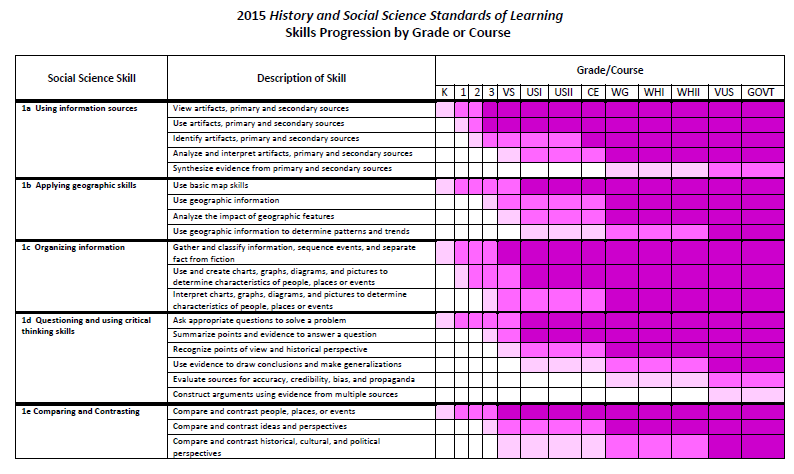 2015 History and Social Science Standards of Learning
Skills Progression by Grade or Course
Social Science Skill
Description of Skill
Grade/Course
K 1 2 3 VS USI USII CE WG WHI WHII VUS GOVT
1a Using information sources
View artifacts, primary and secondary sources
Use artifacts, primary and secondary sources
Identify artifacts, primary and secondary sources
Analyze and interpret artifacts, primary and secondary sources
Synthesize evidence from primary and secondary sources
1b Applying geographic skills
Use basic map skills
Use geographic information
Analyze the impact of geographic features
Use geographic information to determine patterns and trends
1c Organizing information
Gather and classify information, sequence events, and separate
fact from fiction
Use and create charts, graphs, diagrams, and pictures to
determine characteristics of people, places or events
Interpret charts, graphs, diagrams, and pictures to determine
characteristics of people, places or events
1d Questioning and using critical
thinking skills
Ask appropriate questions to solve a problem
Summarize points and evidence to answer a question
Recognize points of view and historical perspective
Use evidence to draw conclusions and make generalizations
Evaluate sources for accuracy, credibility, bias, and propaganda
Construct arguments using evidence from multiple sources
1e Comparing and Contrasting
Compare and contrast people, places, or events
Compare and contrast ideas and perspectives
Compare and contrast historical, cultural, and political
perspectives